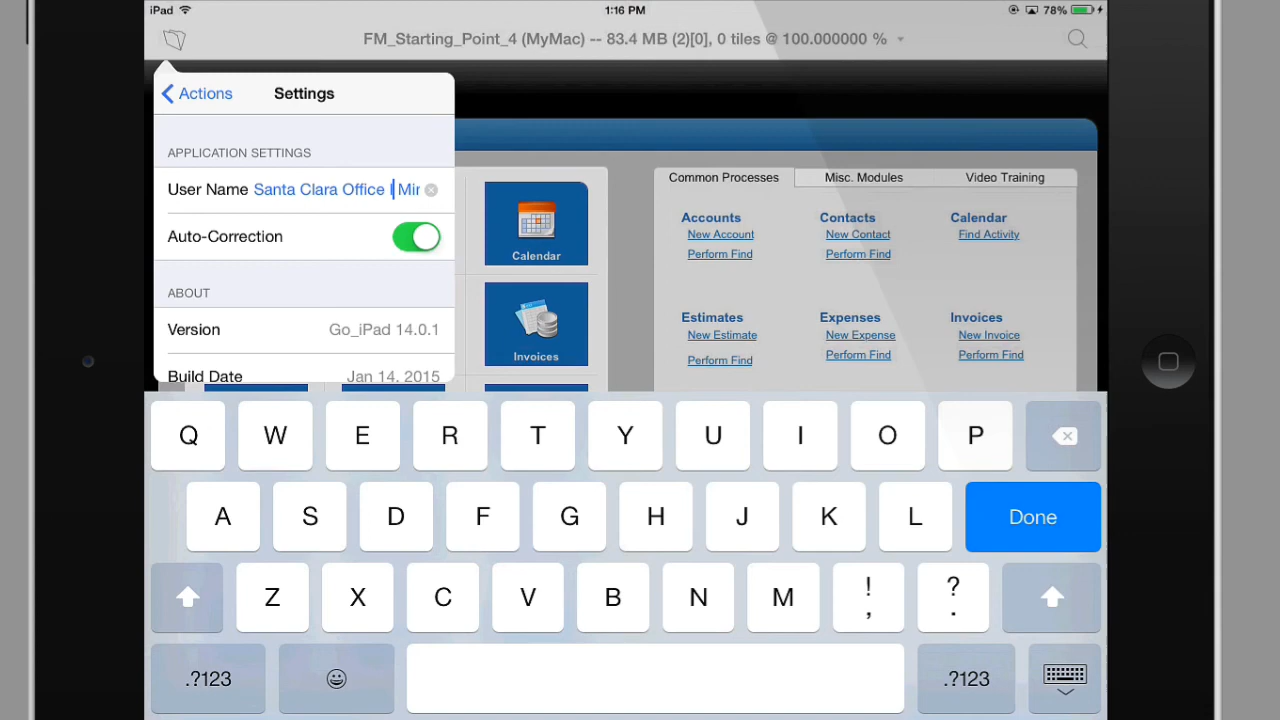 iPad 1:16 PM 78%
FM_Starting_Point_4 (MyMac) -- 83.4 MB (2)[0], 0 tiles @ 100.000000 %
Actions Settings
APPLICATION SETTINGS
User Name Santa Clara Office
Auto-Correction
ABOUT
Version Go_iPad 14.0.1
Build Date Jan 14, 2015
Calendar
Invoices
Common Processes Misc. Modules Video Training
Accounts Contacts Calendar
New Account New Contact Find Activity
Perform Find Perform Find
Estimates Expenses Invoices
New Estimate New Expense New Invoice
Perform Find Perform Find Perform Find
Q W E R T Y U I O P
A S D F G H J K L Done
Z X C V B N M ! , ? .
.?123 .?123